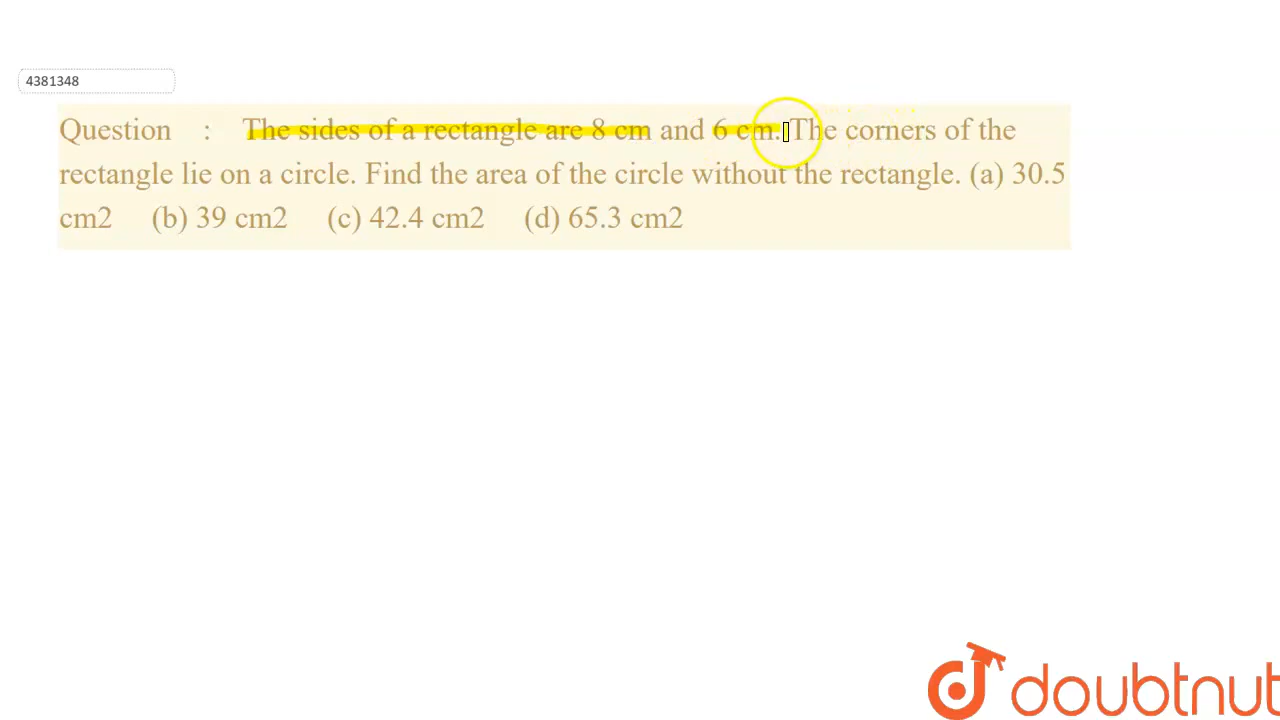 4381348
Question : The sides of a rectangle are 8 cm and 6 cm. The corners of the
rectangle lie on a circle. Find the area of the circle without the rectangle. (a) 30.5
cm2 (b) 39 cm2 (c) 42.4 cm2 (d) 65.3 cm2
doubtnut